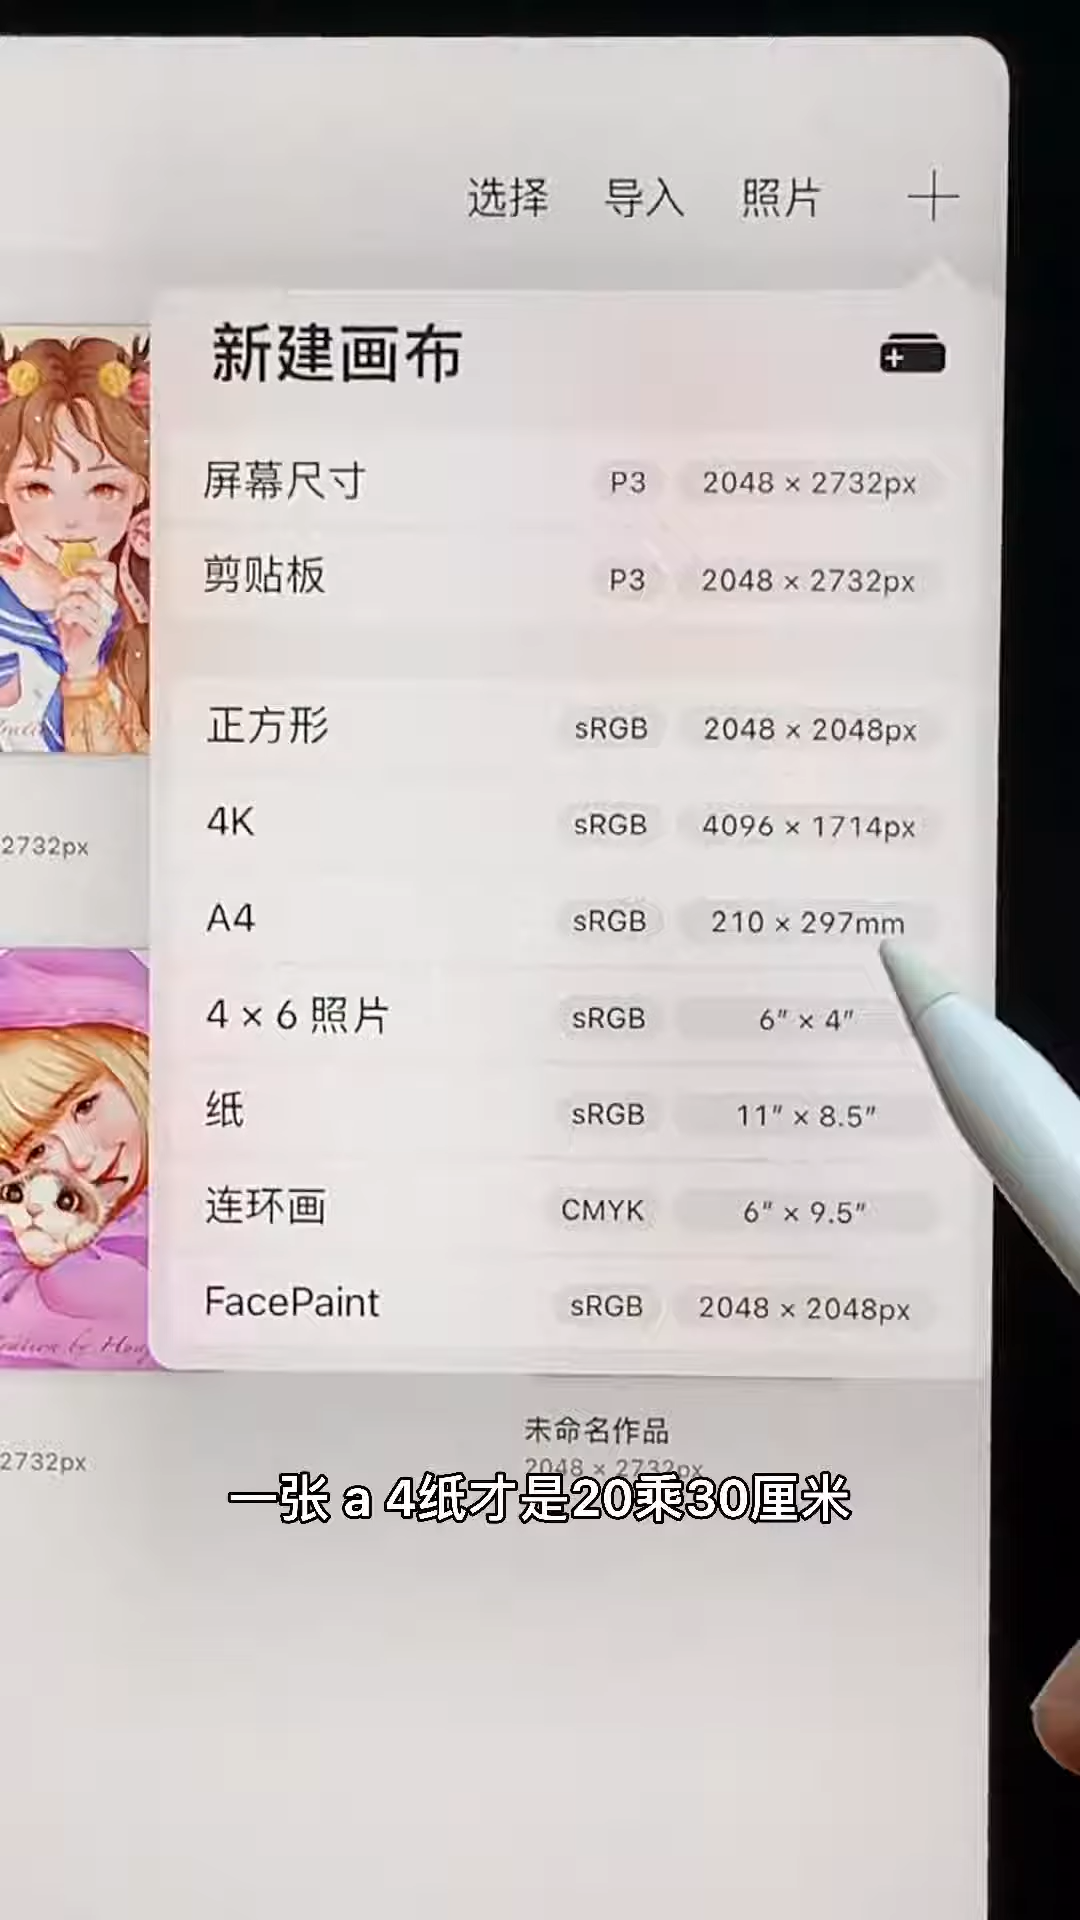 选择 导入 照片
新建画布
屏幕尺寸 P3 2048 × 2732px
剪贴板 P3 2048 × 2732px
正方形 sRGB 2048 × 2048px
4K sRGB 4096 × 1714px
2732px
A4 sRGB 210 × 297mm
4 × 6 照片 sRGB 6" × 4"
纸 sRGB 11" × 8.5"
连环画 CMYK 6" × 9.5"
FacePaint sRGB 2048 × 2048px
未命名作品
2732px
2048 × 2732px
一张 a 4纸才是20乘30厘米